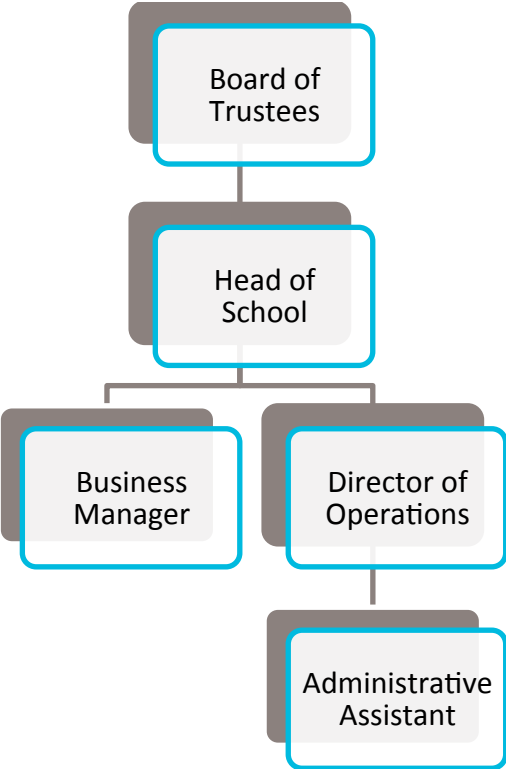 Board of
Trustees
Head of
School
Business
Manager
Director of
Operations
Administrative
Assistant